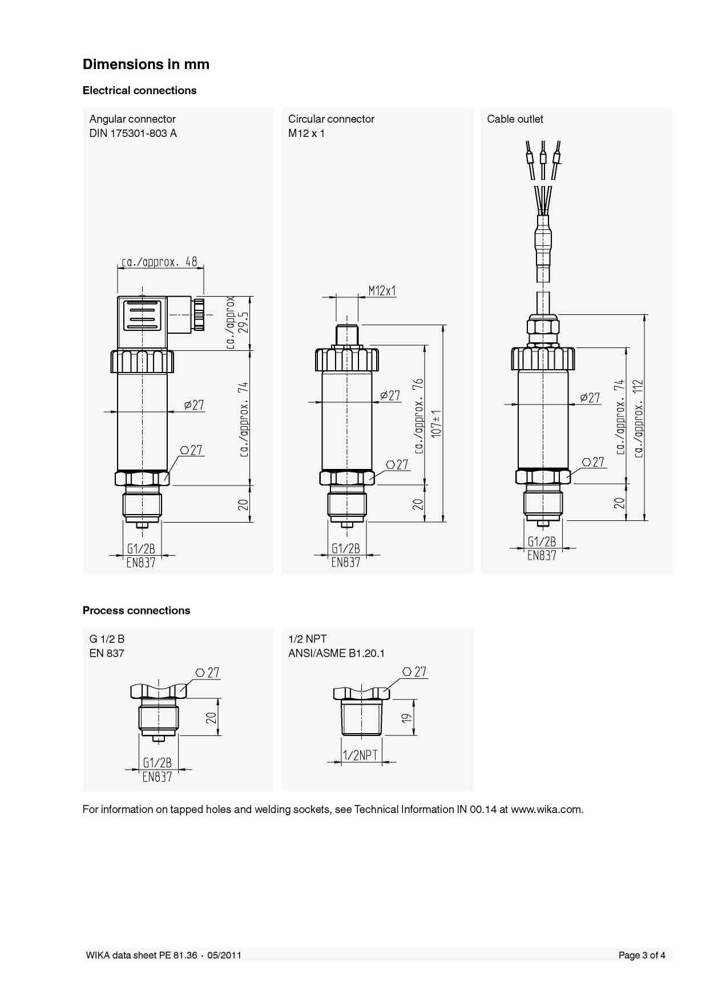 Dimensions in mm
Electrical connections
Angular connector
DIN 175301-803 A
ca./approx. 48
ca./approx
29.5
ca./approx. 74
⌀27
⬡27
20
G1/2B
EN837
Circular connector
M12 x 1
M12x1
⌀27
ca./approx. 76
107±1
⬡27
20
G1/2B
EN837
Cable outlet
⌀27
ca./approx. 74
ca./approx. 112
⬡27
20
G1/2B
EN837
Process connections
G 1/2 B
EN 837
⬡27
20
G1/2B
EN837
1/2 NPT
ANSI/ASME B1.20.1
⬡27
19
1/2NPT
For information on tapped holes and welding sockets, see Technical Information IN 00.14 at www.wika.com.
WIKA data sheet PE 81.36 · 05/2011
Page 3 of 4